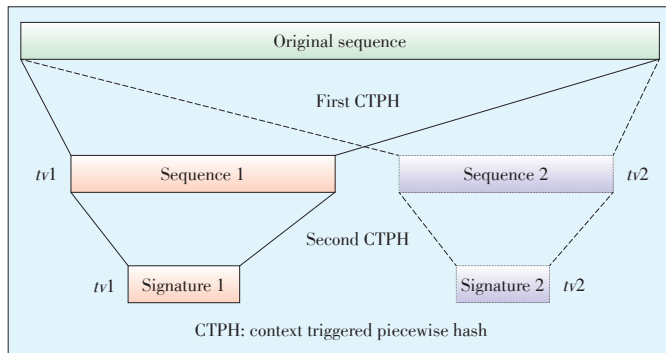 Original sequence
First CTPH
tv1 Sequence 1 Sequence 2 tv2
Second CTPH
tv1 Signature 1 Signature 2 tv2
CTPH: context triggered piecewise hash